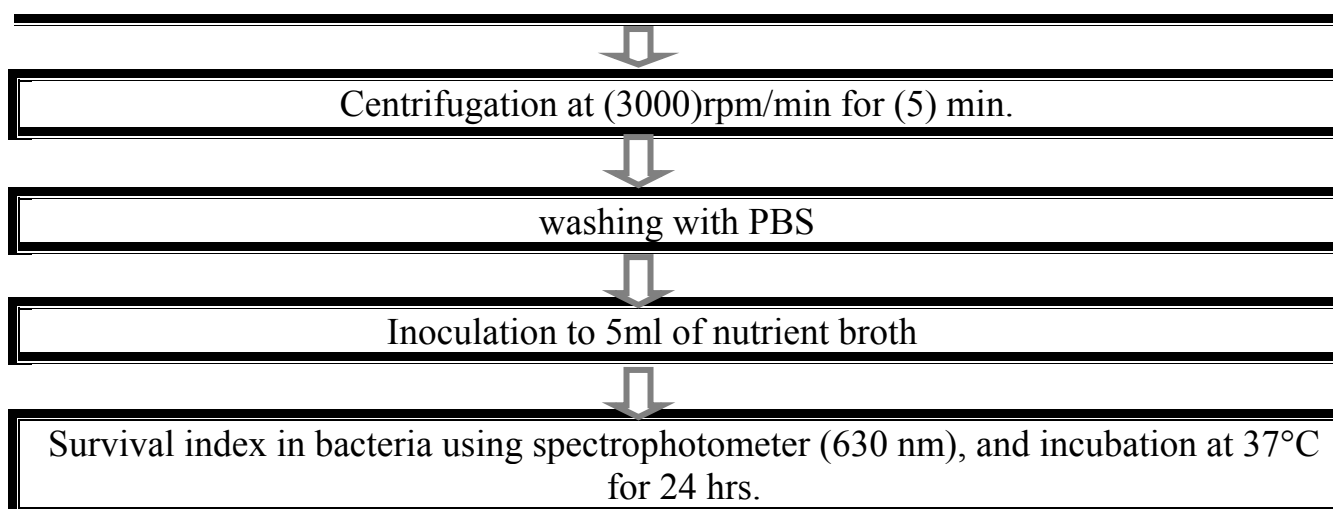 Centrifugation at (3000)rpm/min for (5) min.
washing with PBS
Inoculation to 5ml of nutrient broth
Survival index in bacteria using spectrophotometer (630 nm), and incubation at 37°C
for 24 hrs.